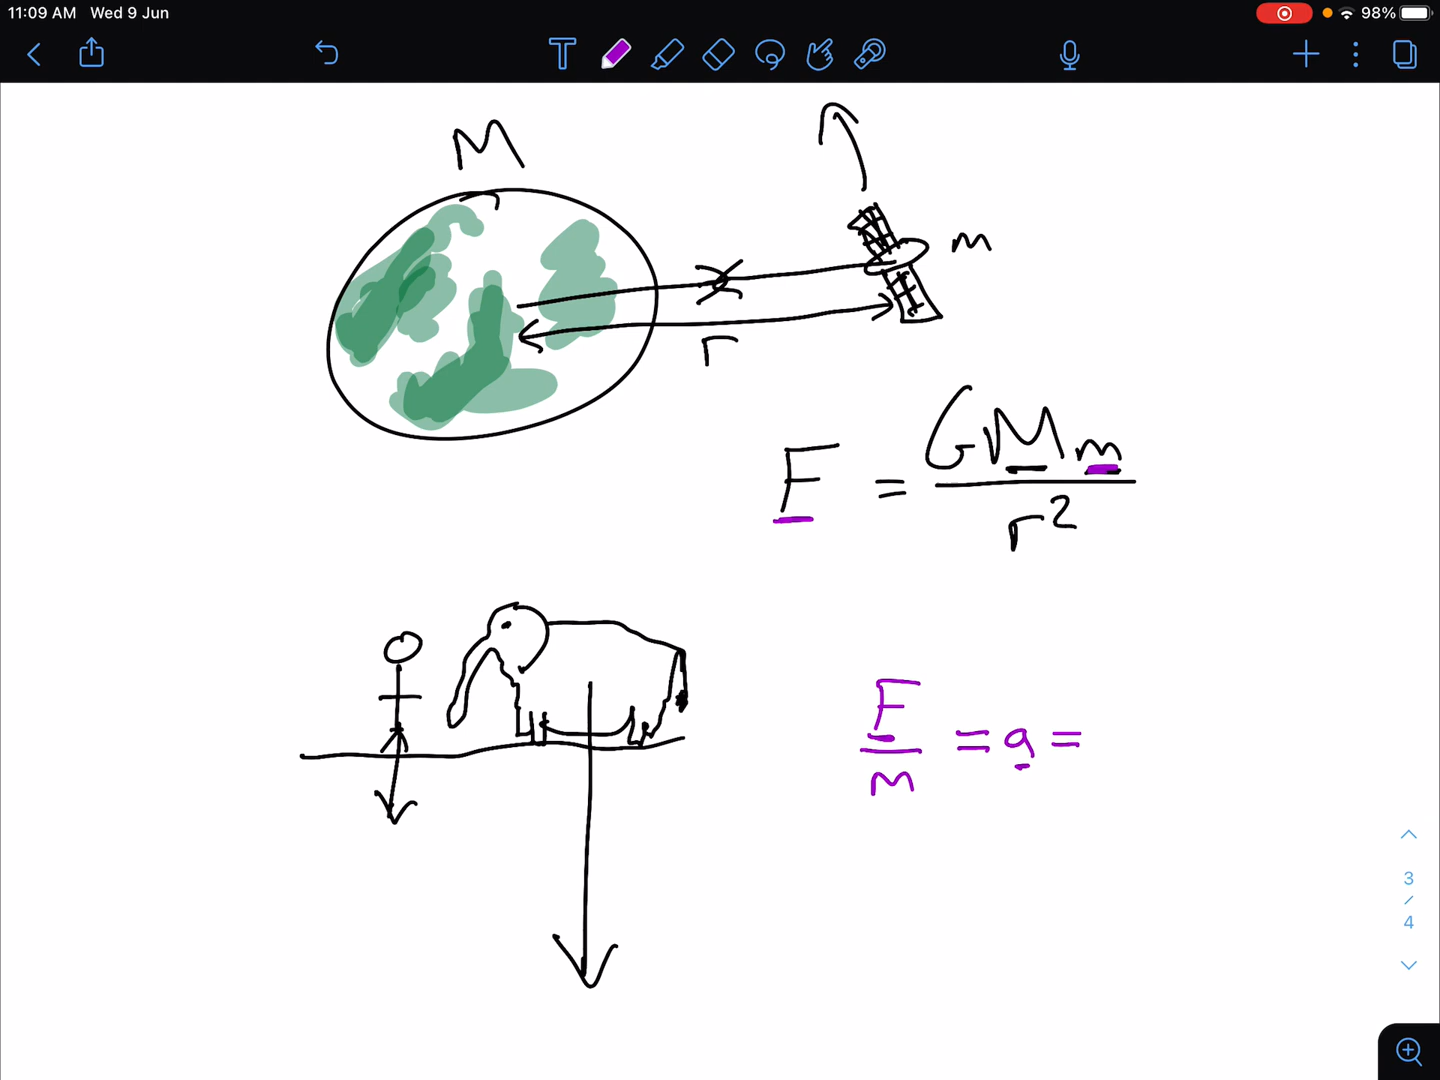 11:09 AM Wed 9 Jun
98%
T
M
m
r
F = GMm
r²
F = a =
m
3
/
4